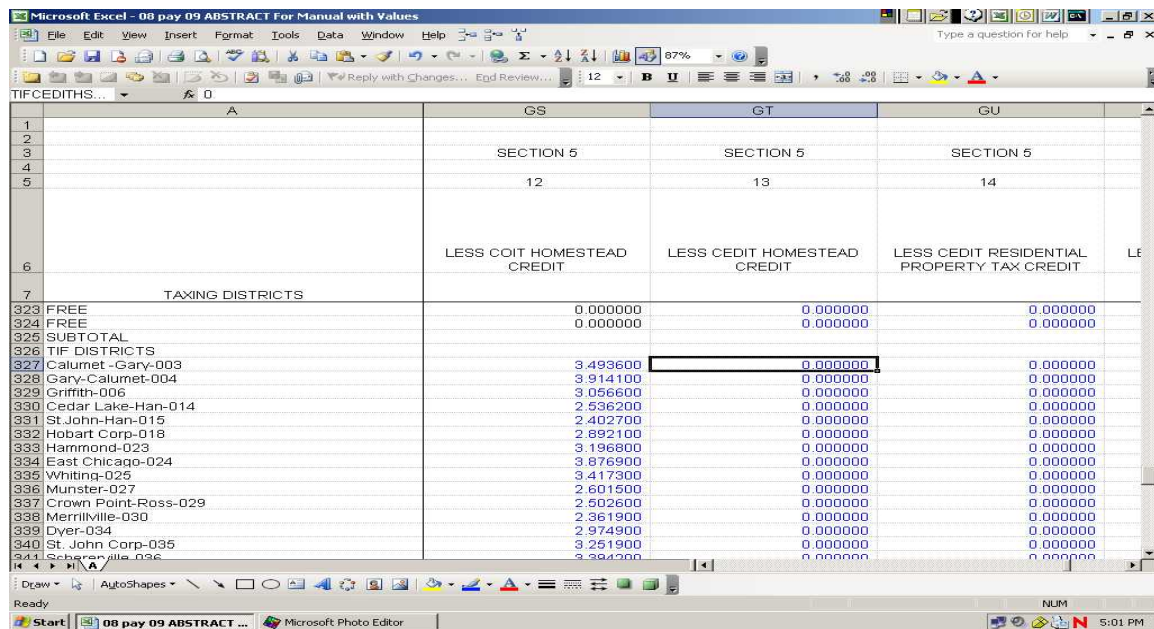 Microsoft Excel - 08 pay 09 ABSTRACT For Manual with Values
File Edit View Insert Format Tools Data Window Help Type a question for help
87%
Reply with Changes... End Review... 12 B U
TIFCEDITHS... fx 0
A GS GT GU
1
2
3 SECTION 5 SECTION 5 SECTION 5
4
5 12 13 14
LESS COIT HOMESTEAD LESS CEDIT HOMESTEAD LESS CEDIT RESIDENTIAL LE
6 CREDIT CREDIT PROPERTY TAX CREDIT
7 TAXING DISTRICTS
323 FREE 0.000000 0.000000 0.000000
324 FREE 0.000000 0.000000 0.000000
325 SUBTOTAL
326 TIF DISTRICTS
327 Calumet -Gary-003 3.493600 0.000000 0.000000
328 Gary-Calumet-004 3.914100 0.000000 0.000000
329 Griffith-006 3.056600 0.000000 0.000000
330 Cedar Lake-Han-014 2.536200 0.000000 0.000000
331 St.John-Han-015 2.402700 0.000000 0.000000
332 Hobart Corp-018 2.892100 0.000000 0.000000
333 Hammond-023 3.196800 0.000000 0.000000
334 East Chicago-024 3.876900 0.000000 0.000000
335 Whiting-025 3.417300 0.000000 0.000000
336 Munster-027 2.601500 0.000000 0.000000
337 Crown Point-Ross-029 2.502600 0.000000 0.000000
338 Merrillville-030 2.361900 0.000000 0.000000
339 Dyer-034 2.974900 0.000000 0.000000
340 St. John Corp-035 3.251900 0.000000 0.000000
341 Schererville-036 3.394200 0.000000 0.000000
A
Draw AutoShapes
Ready NUM
Start 08 pay 09 ABSTRACT ... Microsoft Photo Editor 5:01 PM